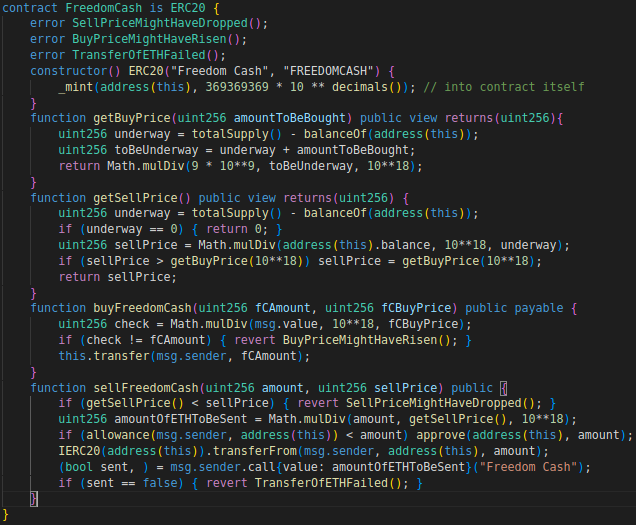 contract FreedomCash is ERC20 {
    error SellPriceMightHaveDropped();
    error BuyPriceMightHaveRisen();
    error TransferOfETHFailed();
    constructor() ERC20("Freedom Cash", "FREEDOMCASH") {
        _mint(address(this), 369369369 * 10 ** decimals()); // into contract itself
    }
    function getBuyPrice(uint256 amountToBeBought) public view returns(uint256){
        uint256 underway = totalSupply() - balanceOf(address(this));
        uint256 toBeUnderway = underway + amountToBeBought;
        return Math.mulDiv(9 * 10**9, toBeUnderway, 10**18);
    }
    function getSellPrice() public view returns(uint256) {
        uint256 underway = totalSupply() - balanceOf(address(this));
        if (underway == 0) { return 0; }
        uint256 sellPrice = Math.mulDiv(address(this).balance, 10**18, underway);
        if (sellPrice > getBuyPrice(10**18)) sellPrice = getBuyPrice(10**18);
        return sellPrice;
    }
    function buyFreedomCash(uint256 fCAmount, uint256 fCBuyPrice) public payable {
        uint256 check = Math.mulDiv(msg.value, 10**18, fCBuyPrice);
        if (check != fCAmount) { revert BuyPriceMightHaveRisen(); }
        this.transfer(msg.sender, fCAmount);
    }
    function sellFreedomCash(uint256 amount, uint256 sellPrice) public {
        if (getSellPrice() < sellPrice) { revert SellPriceMightHaveDropped(); }
        uint256 amountOfETHToBeSent = Math.mulDiv(amount, getSellPrice(), 10**18);
        if (allowance(msg.sender, address(this)) < amount) approve(address(this), amount);
        IERC20(address(this)).transferFrom(msg.sender, address(this), amount);
        (bool sent, ) = msg.sender.call{value: amountOfETHToBeSent}("Freedom Cash");
        if (sent == false) { revert TransferOfETHFailed(); }
    }
}